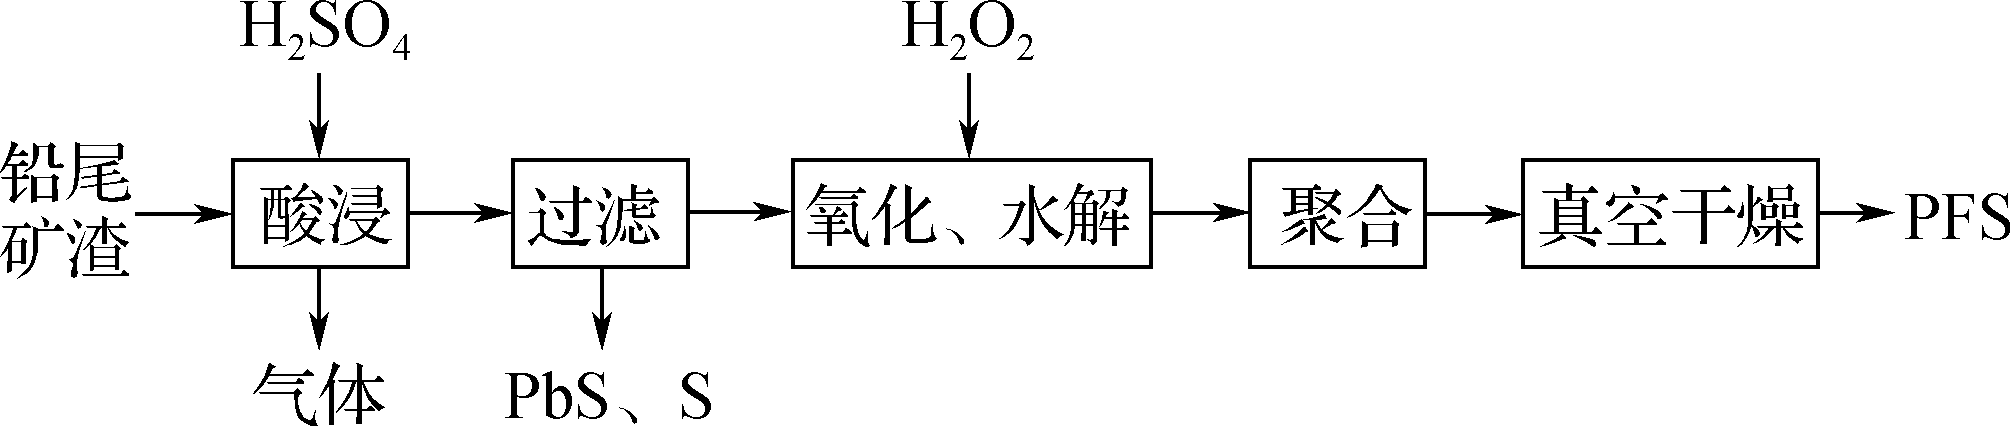 H₂SO₄
H₂O₂
铅尾
矿渣
酸浸
过滤
氧化、水解
聚合
真空干燥
PFS
气体
PbS、S